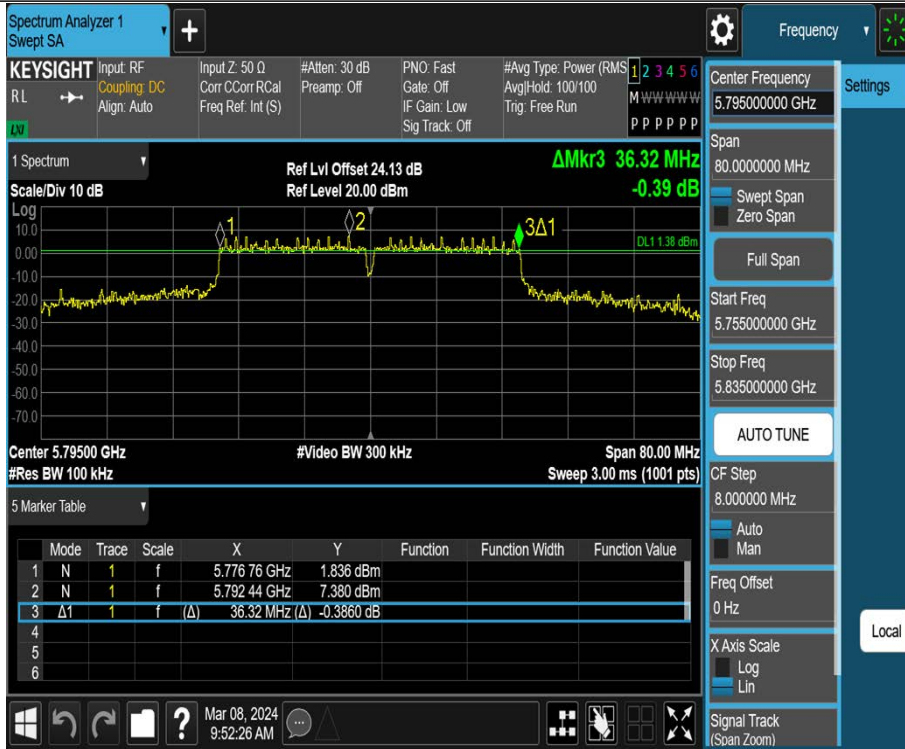 Spectrum Analyzer 1
Swept SA
+
Frequency
KEYSIGHT
Input: RF
Input Z: 50 Ω
#Atten: 30 dB
PNO: Fast
#Avg Type: Power (RMS
1 2 3 4 5 6
RL
Coupling: DC
Corr CCorr RCal
Preamp: Off
Gate: Off
Avg|Hold: 100/100
M W W W W W
Align: Auto
Freq Ref: Int (S)
IF Gain: Low
Trig: Free Run
LXI
Sig Track: Off
P P P P P P
1 Spectrum
Scale/Div 10 dB
Ref Lvl Offset 24.13 dB
Ref Level 20.00 dBm
ΔMkr3 36.32 MHz
-0.39 dB
Log
10.0
0.00
-10.0
-20.0
-30.0
-40.0
-50.0
-60.0
-70.0
1
2
3Δ1
DL1 1.38 dBm
Center 5.79500 GHz
#Video BW 300 kHz
Span 80.00 MHz
#Res BW 100 kHz
Sweep 3.00 ms (1001 pts)
5 Marker Table
Mode Trace Scale X Y Function Function Width Function Value
1 N 1 f 5.776 76 GHz 1.836 dBm
2 N 1 f 5.792 44 GHz 7.380 dBm
3 Δ1 1 f (Δ) 36.32 MHz (Δ) -0.3860 dB
4
5
6
?
Mar 08, 2024
9:52:26 AM
Center Frequency
5.795000000 GHz
Span
80.0000000 MHz
Swept Span
Zero Span
Full Span
Start Freq
5.755000000 GHz
Stop Freq
5.835000000 GHz
AUTO TUNE
CF Step
8.000000 MHz
Auto
Man
Freq Offset
0 Hz
X Axis Scale
Log
Lin
Signal Track
(Span Zoom)
Settings
Local